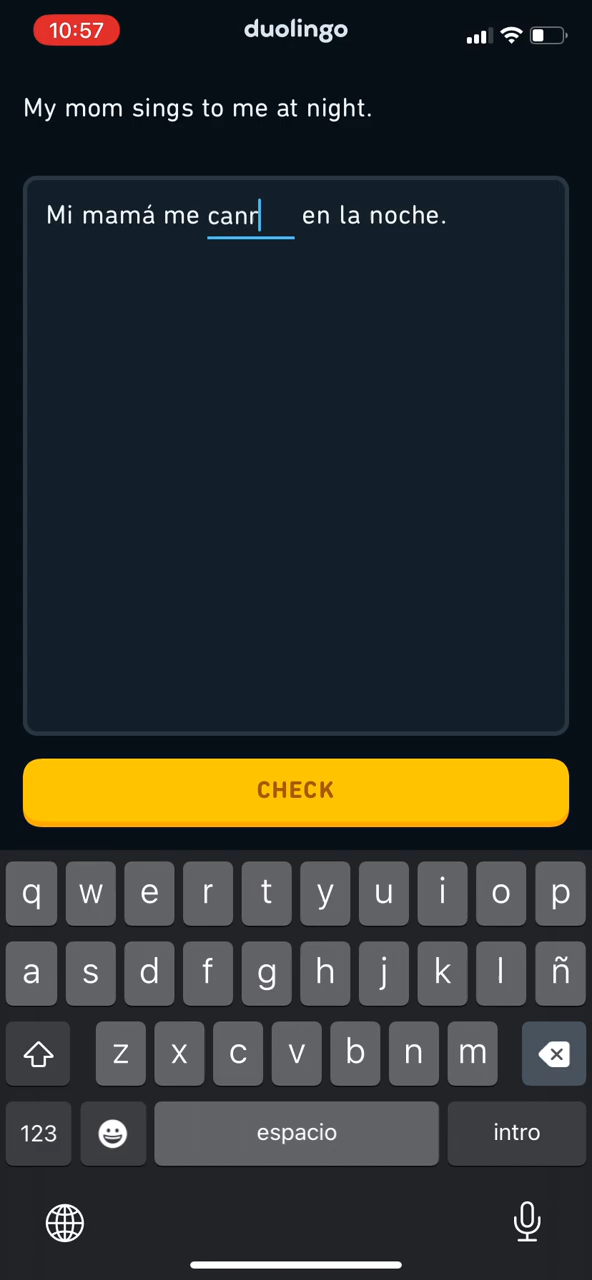 10:57
duolingo
My mom sings to me at night.
Mi mamá me canr en la noche.
CHECK
q w e r t y u i o p
a s d f g h j k l ñ
z x c v b n m
123 espacio intro